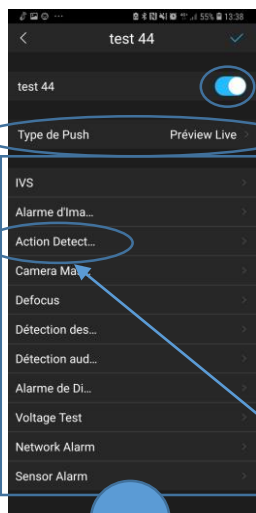 55% 13:38
test 44
test 44
Type de Push Préview Live
IVS
Alarme d'Ima...
Action Detect...
Camera Ma...
Defocus
Détection des...
Détection aud...
Alarme de Di...
Voltage Test
Network Alarm
Sensor Alarm